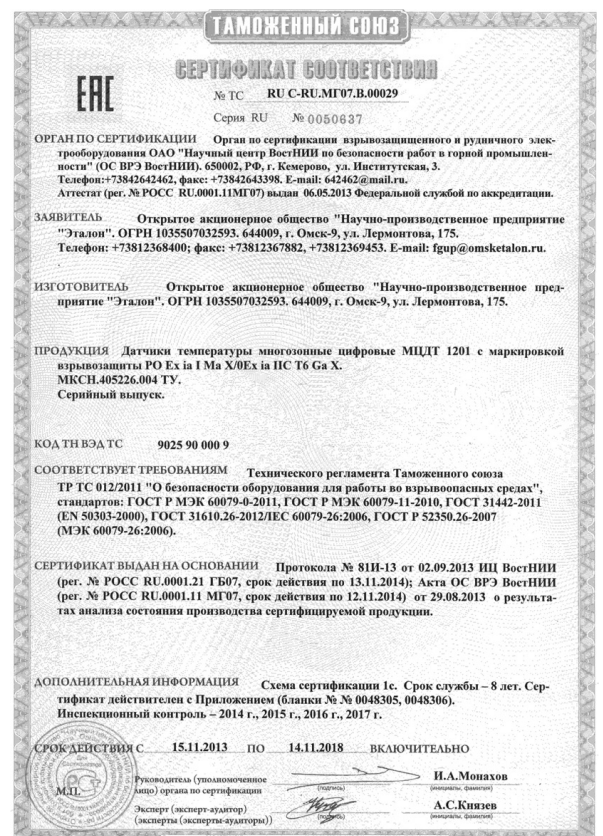 ТАМОЖЕННЫЙ СОЮЗ
СЕРТИФИКАТ СООТВЕТСТВИЯ
ЕАС
№ ТС RU С-RU.МГ07.В.00029
Серия RU № 0050637
ОРГАН ПО СЕРТИФИКАЦИИ Орган по сертификации взрывозащищенного и рудничного элек-
трооборудования ОАО "Научный центр ВостНИИ по безопасности работ в горной промышлен-
ности" (ОС ВРЭ ВостНИИ). 650002, РФ, г. Кемерово, ул. Институтская, 3.
Телефон:+73842642462, факс: +73842643398. E-mail: 642462@mail.ru.
Аттестат (рег. № РОСС RU.0001.11МГ07) выдан 06.05.2013 Федеральной службой по аккредитации.
ЗАЯВИТЕЛЬ Открытое акционерное общество "Научно-производственное предприятие
"Эталон". ОГРН 1035507032593. 644009, г. Омск-9, ул. Лермонтова, 175.
Телефон: +73812368400; факс: +73812367882, +73812369453. E-mail: fgup@omsketalon.ru.
ИЗГОТОВИТЕЛЬ Открытое акционерное общество "Научно-производственное пред-
приятие "Эталон". ОГРН 1035507032593. 644009, г. Омск-9, ул. Лермонтова, 175.
ПРОДУКЦИЯ Датчики температуры многозонные цифровые МЦДТ 1201 с маркировкой
взрывозащиты РО Ex ia I Ma X/0Ex ia IIC T6 Ga X.
МКСН.405226.004 ТУ.
Серийный выпуск.
КОД ТН ВЭД ТС 9025 90 000 9
СООТВЕТСТВУЕТ ТРЕБОВАНИЯМ Технического регламента Таможенного союза
ТР ТС 012/2011 "О безопасности оборудования для работы во взрывоопасных средах",
стандартов: ГОСТ Р МЭК 60079-0-2011, ГОСТ Р МЭК 60079-11-2010, ГОСТ 31442-2011
(EN 50303-2000), ГОСТ 31610.26-2012/IEC 60079-26:2006, ГОСТ Р 52350.26-2007
(МЭК 60079-26:2006).
СЕРТИФИКАТ ВЫДАН НА ОСНОВАНИИ Протокола № 81И-13 от 02.09.2013 ИЦ ВостНИИ
(рег. № РОСС RU.0001.21 ГБ07, срок действия по 13.11.2014); Акта ОС ВРЭ ВостНИИ
(рег. № РОСС RU.0001.11 МГ07, срок действия по 12.11.2014) от 29.08.2013 о результа-
тах анализа состояния производства сертифицируемой продукции.
ДОПОЛНИТЕЛЬНАЯ ИНФОРМАЦИЯ Схема сертификации 1с. Срок службы – 8 лет. Сер-
тификат действителен с Приложением (бланки № № 0048305, 0048306).
Инспекционный контроль – 2014 г., 2015 г., 2016 г., 2017 г.
СРОК ДЕЙСТВИЯ С 15.11.2013 ПО 14.11.2018 ВКЛЮЧИТЕЛЬНО
М.П.
Руководитель (уполномоченное
лицо) органа по сертификации
(подпись)
И.А.Монахов
(инициалы, фамилия)
Эксперт (эксперт-аудитор)
(эксперты (эксперты-аудиторы))
(подпись)
А.С.Князев
(инициалы, фамилия)